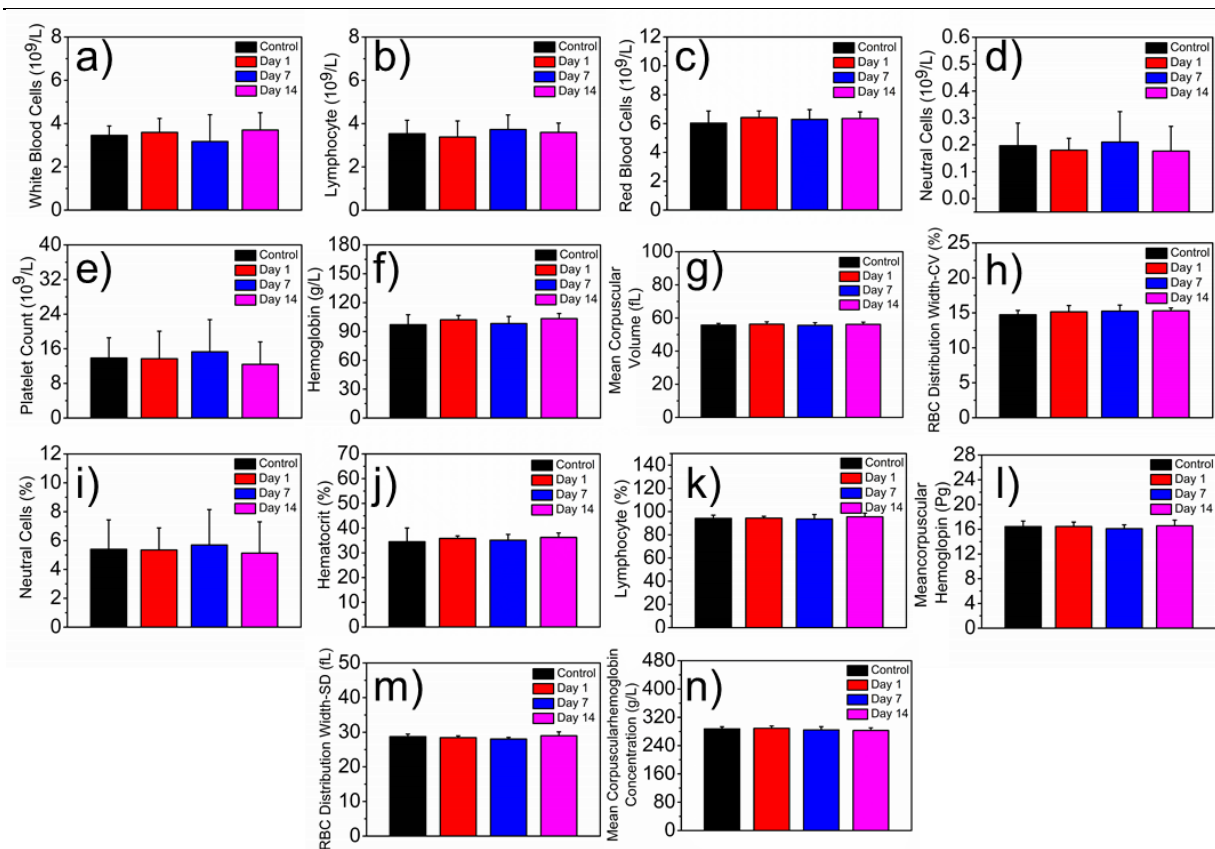 a)
White Blood Cells (10⁹/L)
8
6
4
2
0
Control
Day 1
Day 7
Day 14
b)
Lymphocyte (10⁹/L)
8
6
4
2
0
Control
Day 1
Day 7
Day 14
c)
Red Blood Cells (10⁹/L)
12
10
8
6
4
2
0
Control
Day 1
Day 7
Day 14
d)
Neutral Cells (10⁹/L)
0.6
0.5
0.4
0.3
0.2
0.1
0.0
Control
Day 1
Day 7
Day 14
e)
Platelet Count (10⁹/L)
40
32
24
16
8
0
Control
Day 1
Day 7
Day 14
f)
Hemoglobin (g/L)
180
150
120
90
60
30
0
Control
Day 1
Day 7
Day 14
g)
Mean Corpuscular
Volume (fL)
100
80
60
40
20
0
Control
Day 1
Day 7
Day 14
h)
RBC Distribution Width-CV (%)
25
20
15
10
5
0
Control
Day 1
Day 7
Day 14
i)
Neutral Cells (%)
12
10
8
6
4
2
0
Control
Day 1
Day 7
Day 14
j)
Hematocrit (%)
70
60
50
40
30
20
10
0
Control
Day 1
Day 7
Day 14
k)
Lymphocyte (%)
140
120
100
80
60
40
20
0
Control
Day 1
Day 7
Day 14
l)
Meancorpuscular
Hemoglopin (Pg)
28
24
20
16
12
8
4
0
Control
Day 1
Day 7
Day 14
m)
RBC Distribution Width-SD (fL)
50
40
30
20
10
0
Control
Day 1
Day 7
Day 14
n)
Mean Corpuscularhemoglobin
Concentration (g/L)
480
400
320
240
160
80
0
Control
Day 1
Day 7
Day 14